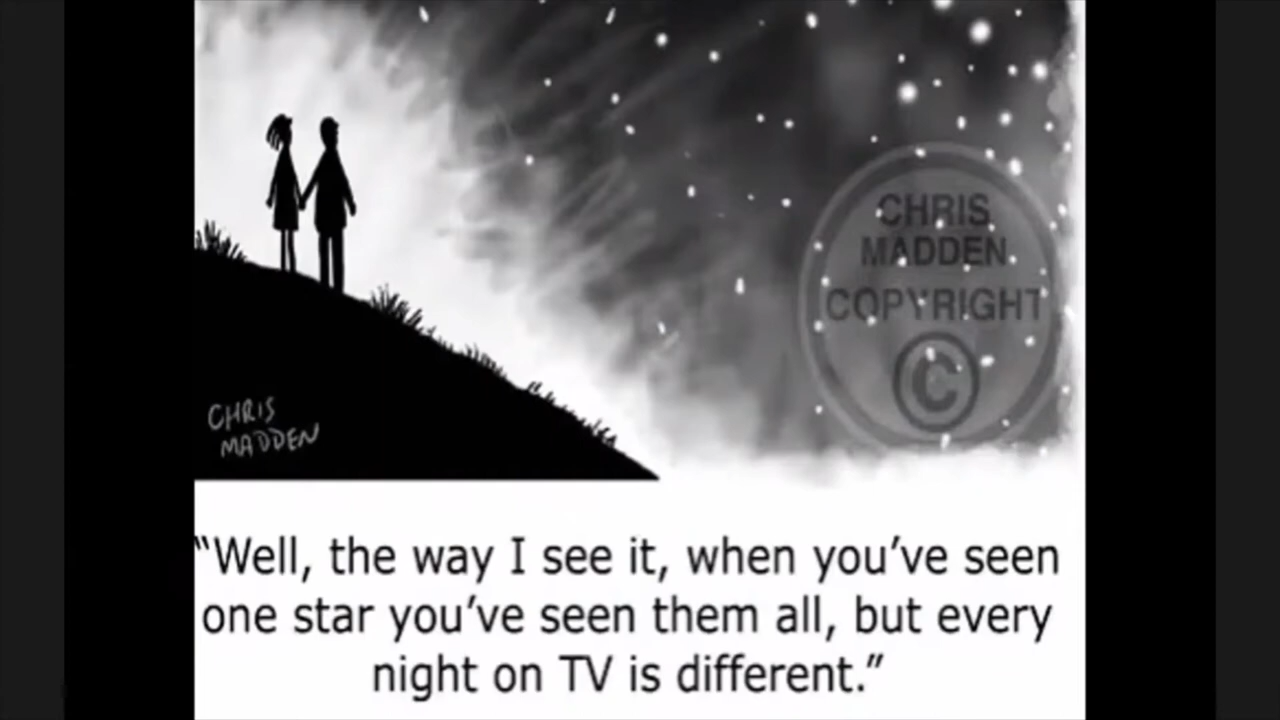 CHRIS
MADDEN
COPYRIGHT
©
CHRIS
MADDEN
“Well, the way I see it, when you’ve seen
one star you’ve seen them all, but every
night on TV is different.”